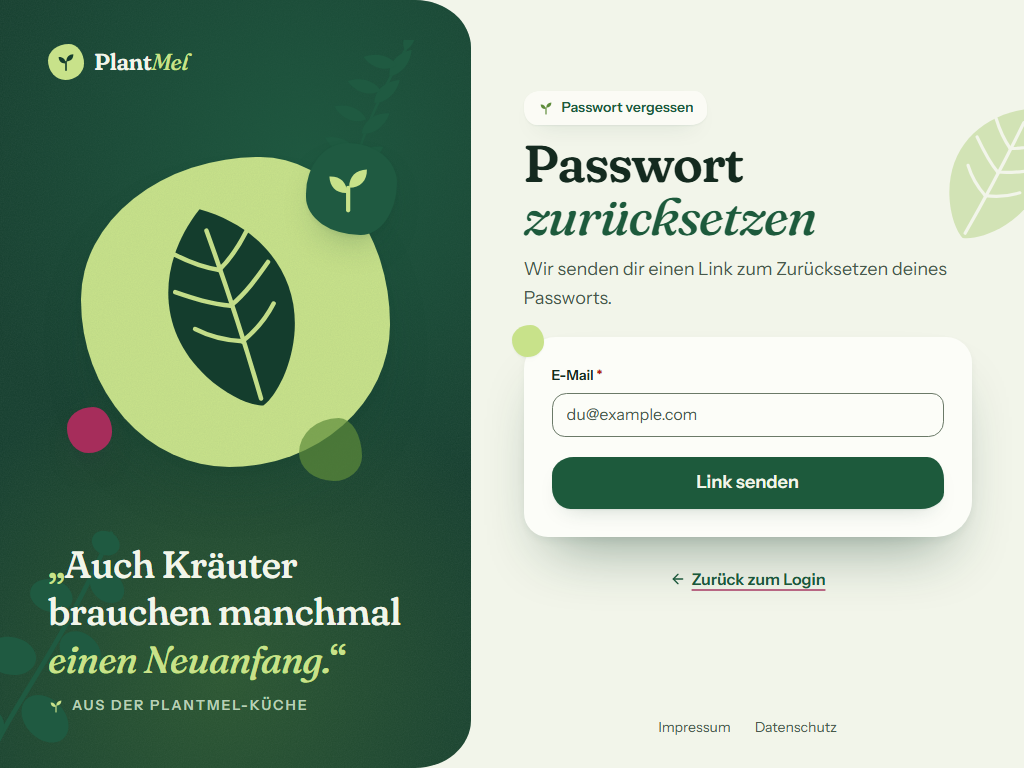 PlantMel
„Auch Kräuter
brauchen manchmal
einen Neuanfang.“
AUS DER PLANTMEL-KÜCHE
Passwort vergessen
Passwort
zurücksetzen
Wir senden dir einen Link zum Zurücksetzen deines
Passworts.
E-Mail *
du@example.com
Link senden
← Zurück zum Login
Impressum Datenschutz